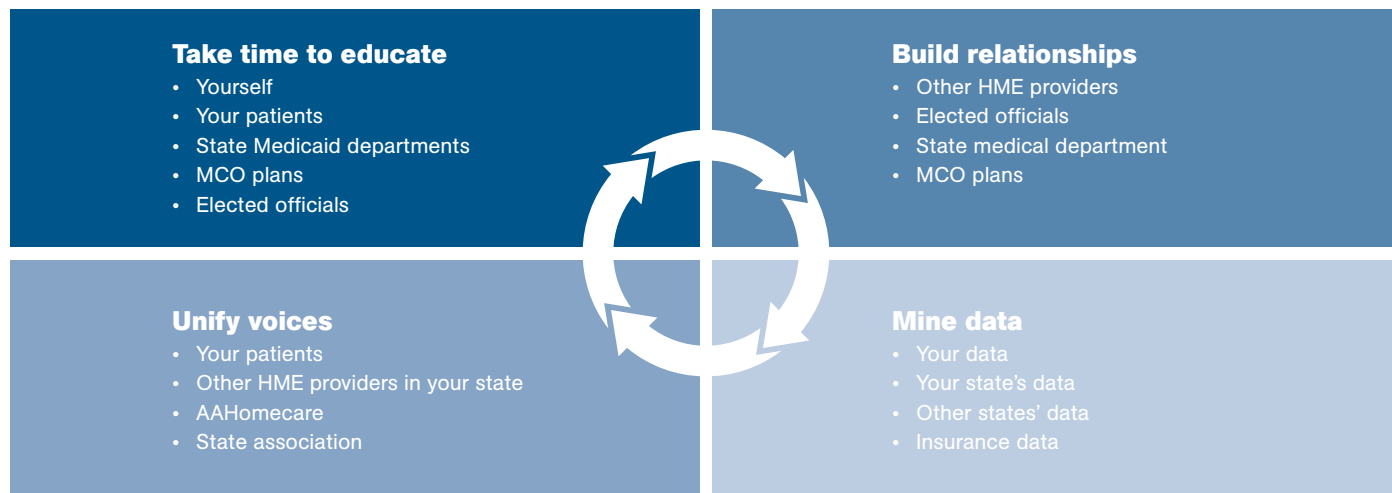 Take time to educate
• Yourself
• Your patients
• State Medicaid departments
• MCO plans
• Elected officials
Build relationships
• Other HME providers
• Elected officials
• State medical department
• MCO plans
Unify voices
• Your patients
• Other HME providers in your state
• AAHomecare
• State association
Mine data
• Your data
• Your state’s data
• Other states’ data
• Insurance data